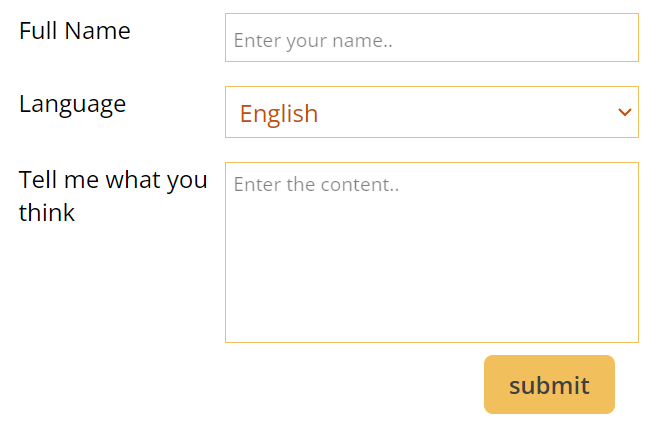 Full Name
Enter your name..
Language
English
Tell me what you
think
Enter the content..
submit